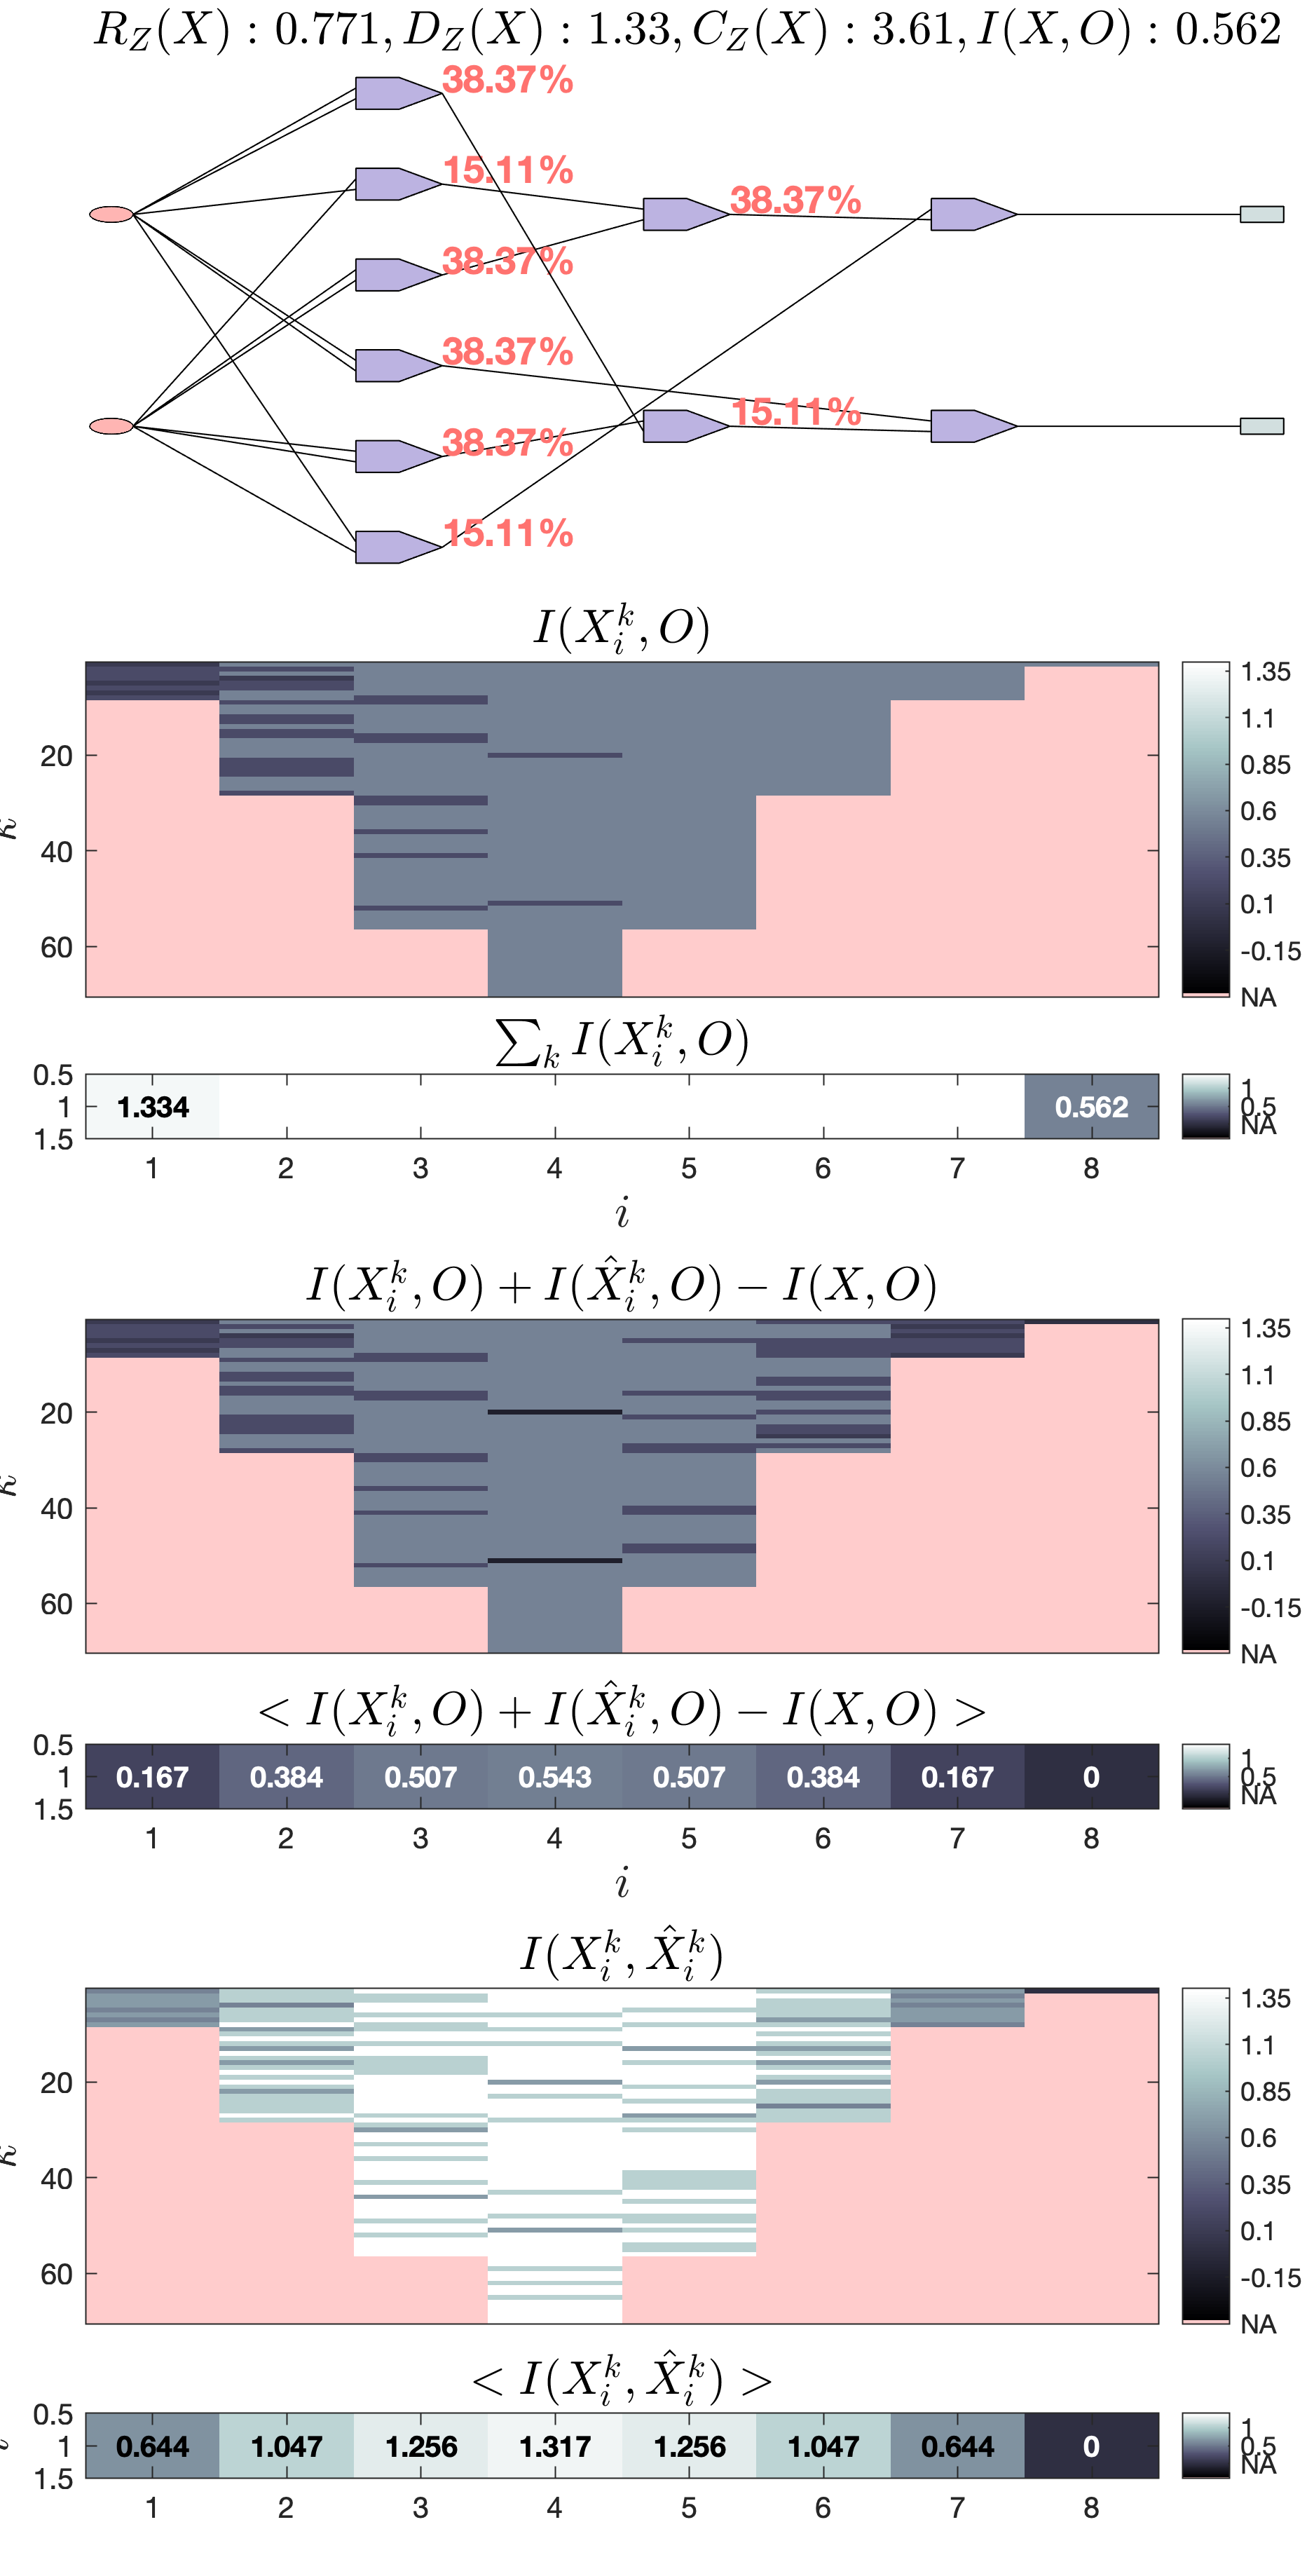 R_Z(X) : 0.771, D_Z(X) : 1.33, C_Z(X) : 3.61, I(X, O) : 0.562
38.37%
15.11%
38.37%
38.37%
38.37%
38.37%
15.11%
38.37%
15.11%
I(X_i^k, O)
20
40
60
1.35
1.1
0.85
0.6
0.35
0.1
-0.15
NA
∑_k I(X_i^k, O)
0.5
1
1.5
1.334
0.562
1
0.5
NA
1 2 3 4 5 6 7 8
i
I(X_i^k, O) + I(X̂_i^k, O) − I(X, O)
20
40
60
1.35
1.1
0.85
0.6
0.35
0.1
-0.15
NA
< I(X_i^k, O) + I(X̂_i^k, O) − I(X, O) >
0.5
1
1.5
0.167 0.384 0.507 0.543 0.507 0.384 0.167 0
1
0.5
NA
1 2 3 4 5 6 7 8
i
I(X_i^k, X̂_i^k)
20
40
60
1.35
1.1
0.85
0.6
0.35
0.1
-0.15
NA
< I(X_i^k, X̂_i^k) >
0.5
1
1.5
0.644 1.047 1.256 1.317 1.256 1.047 0.644 0
1
0.5
NA
1 2 3 4 5 6 7 8